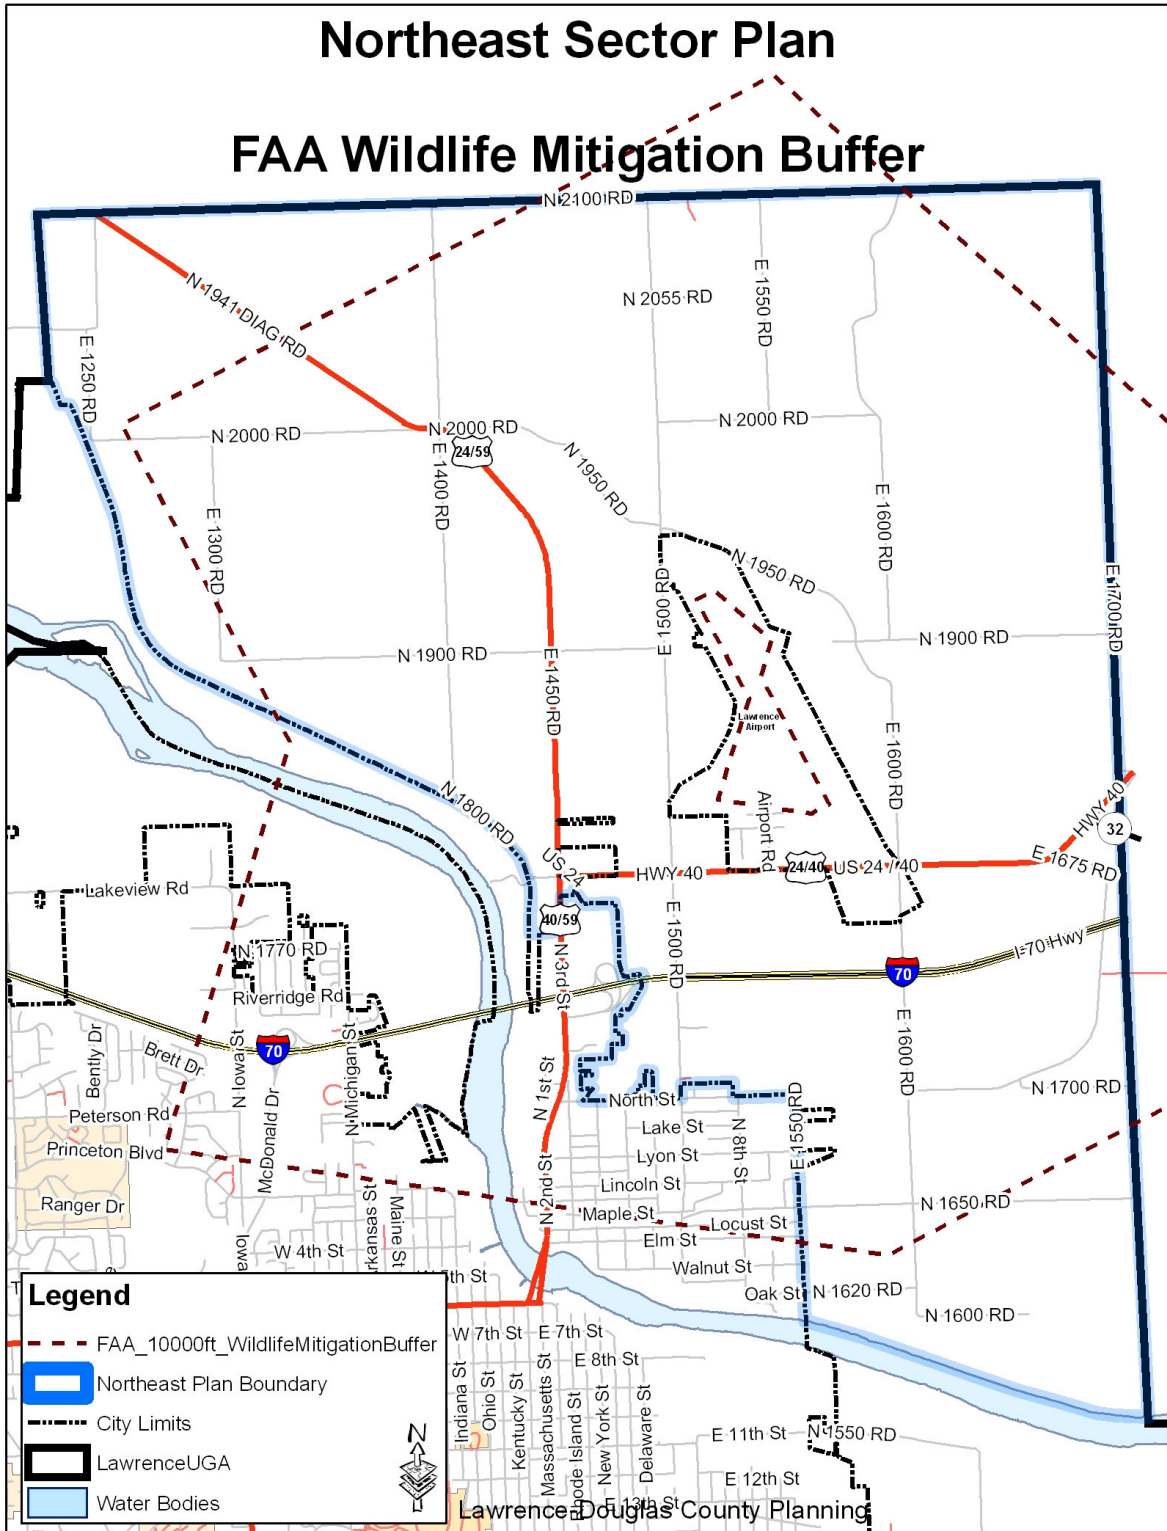 Northeast Sector Plan
FAA Wildlife Mitigation Buffer
N 2100 RD
N 1941 DIAG RD
N 2055 RD
E 1550 RD
E 1250 RD
N 2000 RD
N 2000 RD
N 2000 RD
24/59
E 1400 RD
N 1950 RD
E 1300 RD
E 1600 RD
N 1950 RD
E 1500 RD
E 1700 RD
N 1900 RD
N 1900 RD
E 1450 RD
Lawrence
Airport
E 1600 RD
N 1800 RD
Airport Rd
HWY 40
32
US 24
HWY 40
24/40
US 24 / 40
E 1675 RD
Lakeview Rd
40/59
E 1500 RD
N 1770 RD
N 3rd St
I-70 Hwy
70
Riverridge Rd
70
Bently Dr
Brett Dr
N Iowa St
McDonald Dr
N Michigan St
N 1st St
E 1600 RD
N 1700 RD
North St
Peterson Rd
Lake St
N 8th St
E 1550 RD
Princeton Blvd
Lyon St
Lincoln St
Ranger Dr
Maine St
N 2nd St
Maple St
Locust St
N 1650 RD
Elm St
W 4th St
Iowa
Walnut St
Oak St
N 1620 RD
N 1600 RD
W 7th St
E 7th St
E 8th St
Indiana St
Ohio St
Kentucky St
Massachusetts St
Rhode Island St
New York St
Delaware St
E 11th St
N 1550 RD
E 12th St
E 13th St
Legend
FAA_10000ft_WildlifeMitigationBuffer
Northeast Plan Boundary
City Limits
LawrenceUGA
Water Bodies
N
Lawrence-Douglas County Planning